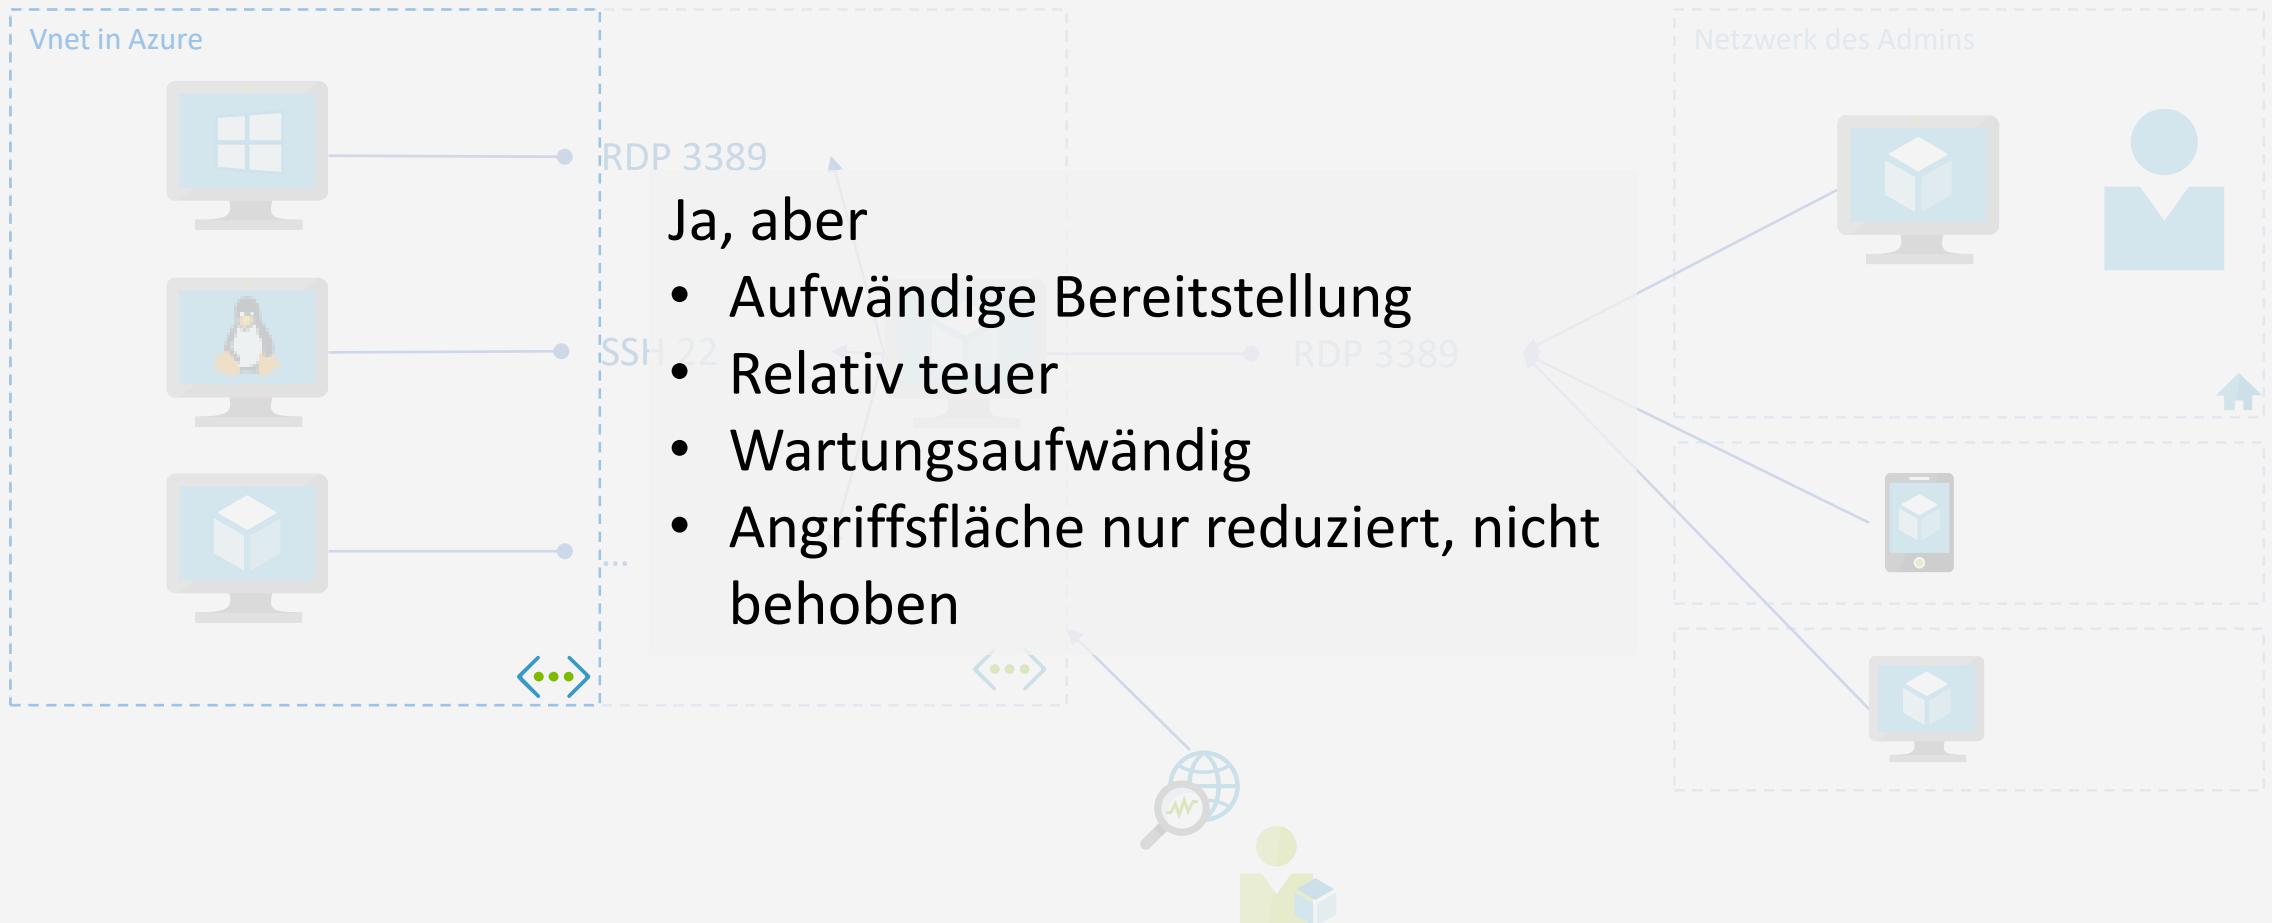 Vnet in Azure
Netzwerk des Admins
RDP 3389
Ja, aber
• Aufwändige Bereitstellung
SSH 22
RDP 3389
• Relativ teuer
• Wartungsaufwändig
• Angriffsfläche nur reduziert, nicht
behoben
...